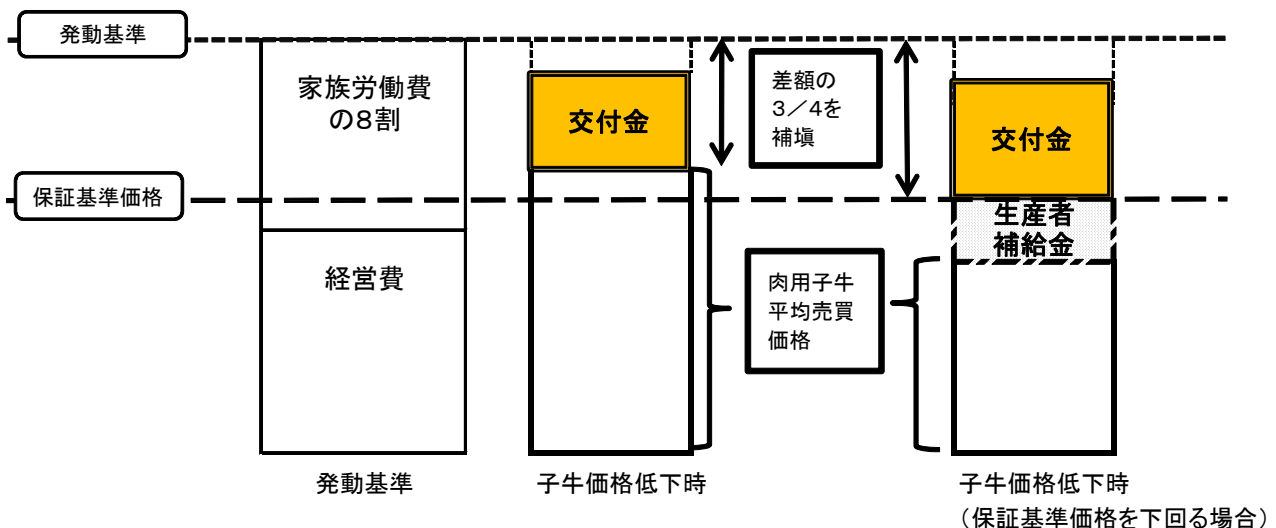 発動基準
家族労働費
の8割
交付金
差額の
3/4を
補塡
交付金
保証基準価格
生産者
補給金
経営費
肉用子牛
平均売買
価格
発動基準
子牛価格低下時
子牛価格低下時
(保証基準価格を下回る場合)